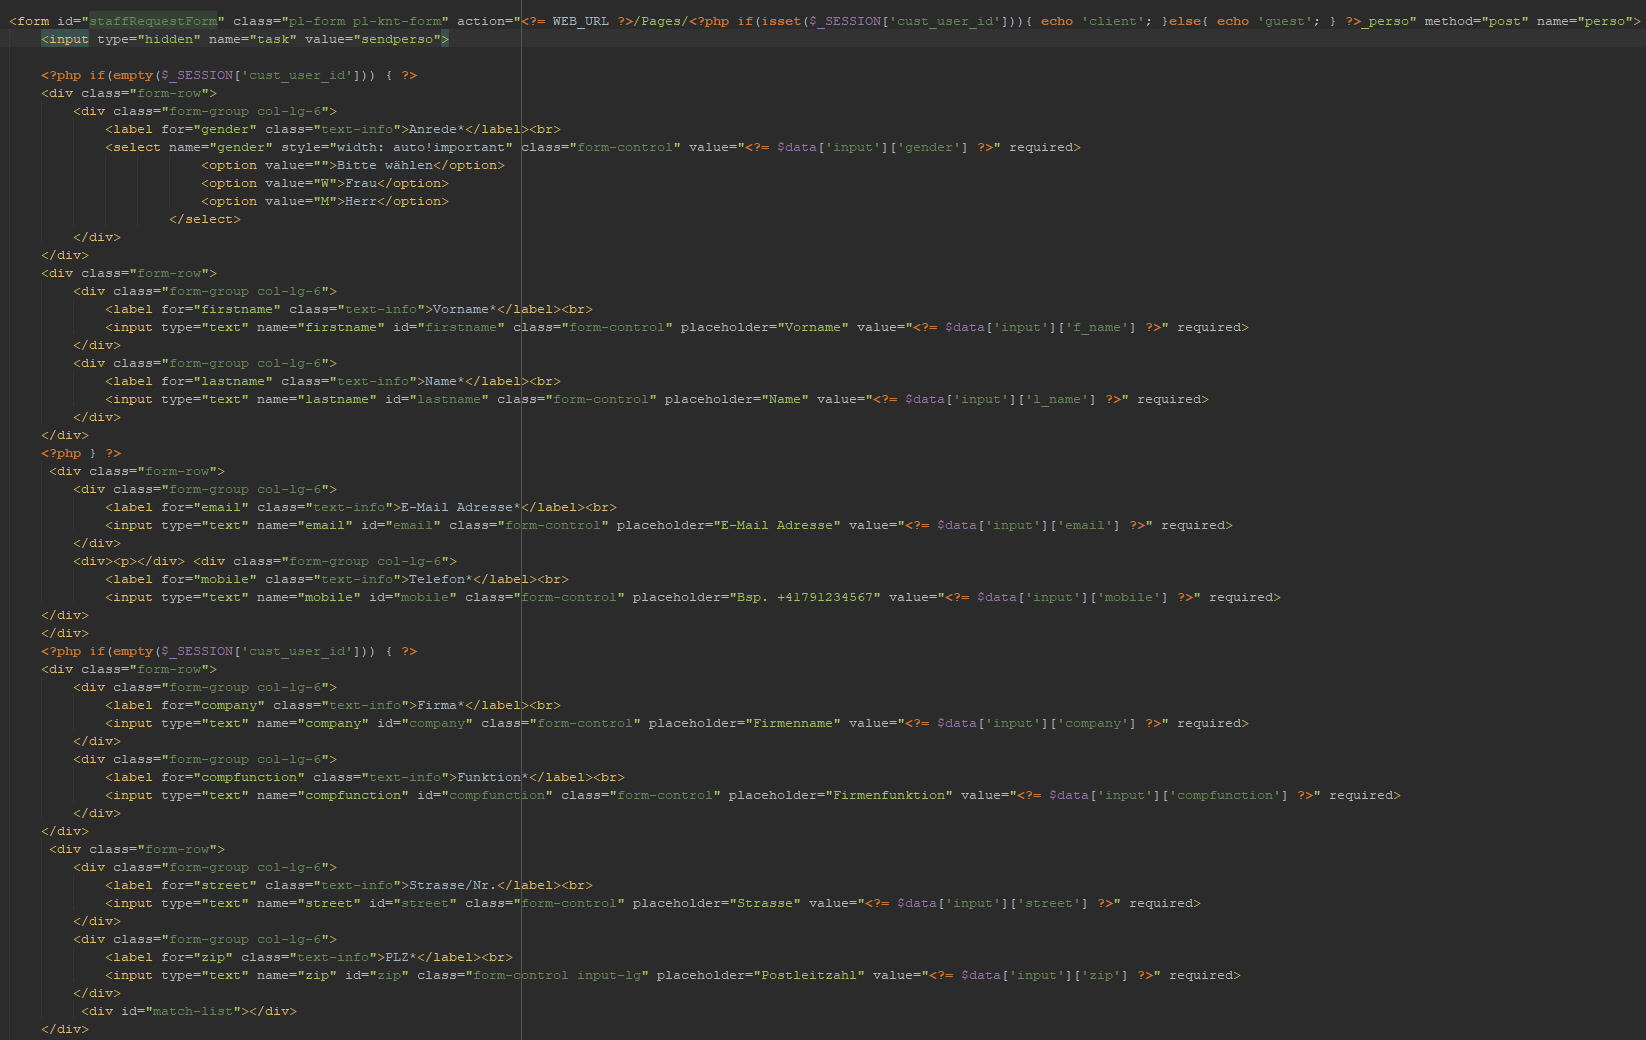 <form id="staffRequestForm" class="pl-form pl-knt-form" action="<?= WEB_URL ?>/Pages/<?php if(isset($_SESSION['cust_user_id'])){ echo 'client'; }else{ echo 'guest'; } ?>_perso" method="post" name="perso">
<input type="hidden" name="task" value="sendperso">
<?php if(empty($_SESSION['cust_user_id'])) { ?>
<div class="form-row">
<div class="form-group col-lg-6">
<label for="gender" class="text-info">Anrede*</label><br>
<select name="gender" style="width: auto!important" class="form-control" value="<?= $data['input']['gender'] ?>" required>
<option value="">Bitte wählen</option>
<option value="W">Frau</option>
<option value="M">Herr</option>
</select>
</div>
</div>
<div class="form-row">
<div class="form-group col-lg-6">
<label for="firstname" class="text-info">Vorname*</label><br>
<input type="text" name="firstname" id="firstname" class="form-control" placeholder="Vorname" value="<?= $data['input']['f_name'] ?>" required>
</div>
<div class="form-group col-lg-6">
<label for="lastname" class="text-info">Name*</label><br>
<input type="text" name="lastname" id="lastname" class="form-control" placeholder="Name" value="<?= $data['input']['l_name'] ?>" required>
</div>
</div>
<?php } ?>
<div class="form-row">
<div class="form-group col-lg-6">
<label for="email" class="text-info">E-Mail Adresse*</label><br>
<input type="text" name="email" id="email" class="form-control" placeholder="E-Mail Adresse" value="<?= $data['input']['email'] ?>" required>
</div>
<div><p></div> <div class="form-group col-lg-6">
<label for="mobile" class="text-info">Telefon*</label><br>
<input type="text" name="mobile" id="mobile" class="form-control" placeholder="Bsp. +41791234567" value="<?= $data['input']['mobile'] ?>" required>
</div>
</div>
<?php if(empty($_SESSION['cust_user_id'])) { ?>
<div class="form-row">
<div class="form-group col-lg-6">
<label for="company" class="text-info">Firma*</label><br>
<input type="text" name="company" id="company" class="form-control" placeholder="Firmenname" value="<?= $data['input']['company'] ?>" required>
</div>
<div class="form-group col-lg-6">
<label for="compfunction" class="text-info">Funktion*</label><br>
<input type="text" name="compfunction" id="compfunction" class="form-control" placeholder="Firmenfunktion" value="<?= $data['input']['compfunction'] ?>" required>
</div>
</div>
<div class="form-row">
<div class="form-group col-lg-6">
<label for="street" class="text-info">Strasse/Nr.</label><br>
<input type="text" name="street" id="street" class="form-control" placeholder="Strasse" value="<?= $data['input']['street'] ?>" required>
</div>
<div class="form-group col-lg-6">
<label for="zip" class="text-info">PLZ*</label><br>
<input type="text" name="zip" id="zip" class="form-control input-lg" placeholder="Postleitzahl" value="<?= $data['input']['zip'] ?>" required>
</div>
<div id="match-list"></div>
</div>